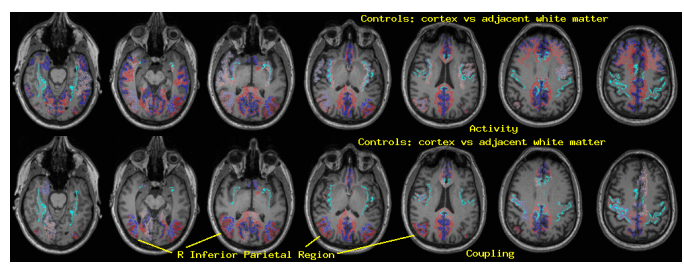 Controls: cortex vs adjacent white matter
Activity
Controls: cortex vs adjacent white matter
R Inferior Parietal Region
Coupling